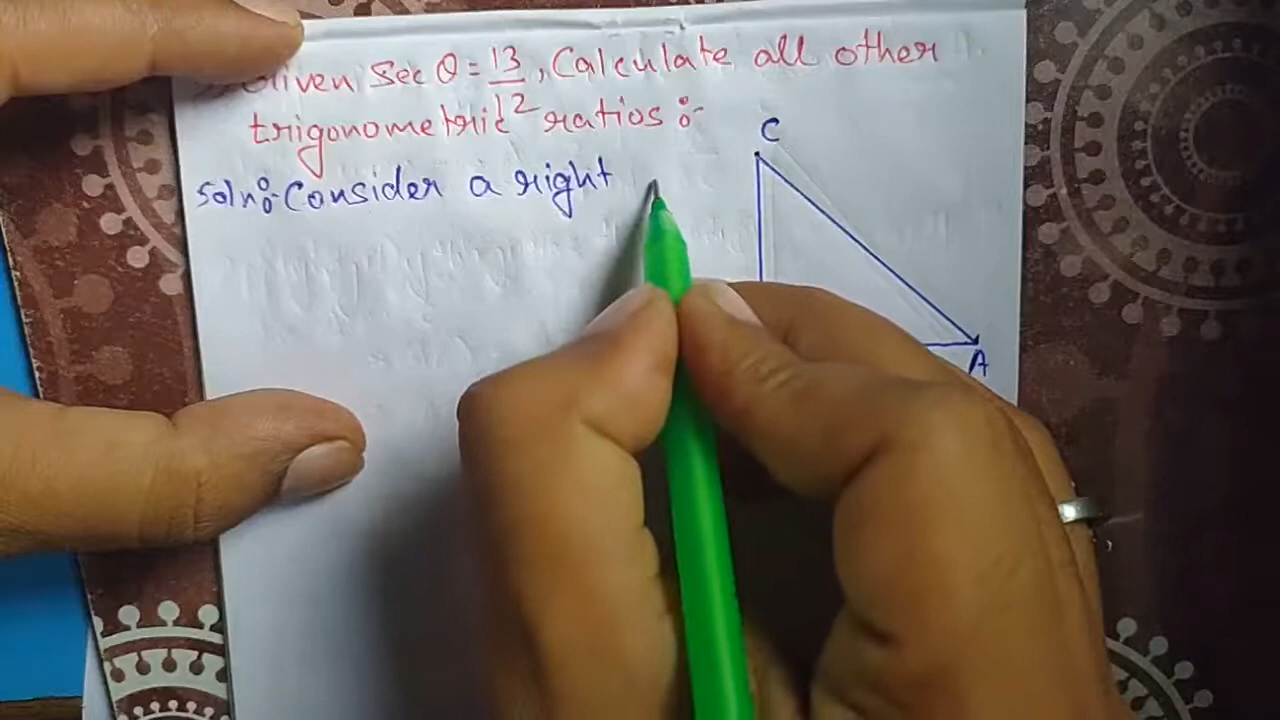 Given Sec θ = 13/12, Calculate all other
trigonometric ratios :-
Soln:- Consider a right
C
A